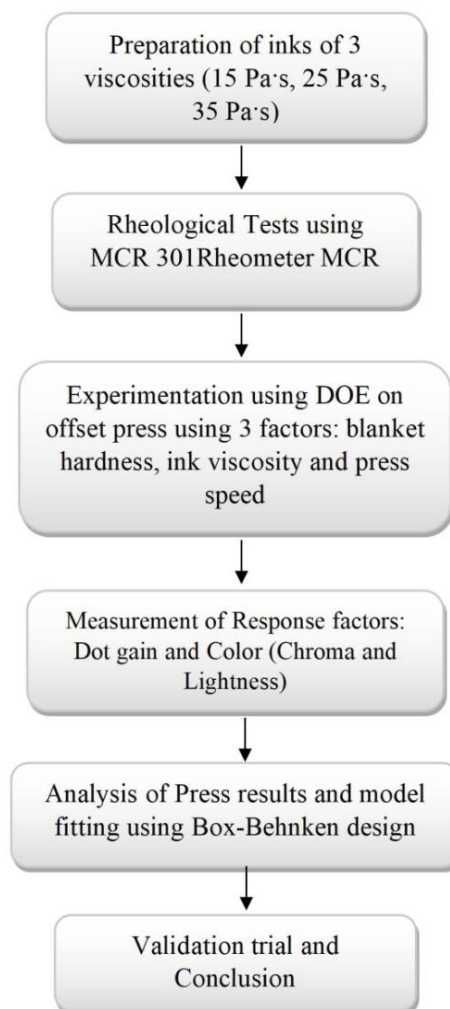 Preparation of inks of 3
viscosities (15 Pa·s, 25 Pa·s,
35 Pa·s)
Rheological Tests using
MCR 301Rheometer MCR
Experimentation using DOE on
offset press using 3 factors: blanket
hardness, ink viscosity and press
speed
Measurement of Response factors:
Dot gain and Color (Chroma and
Lightness)
Analysis of Press results and model
fitting using Box-Behnken design
Validation trial and
Conclusion